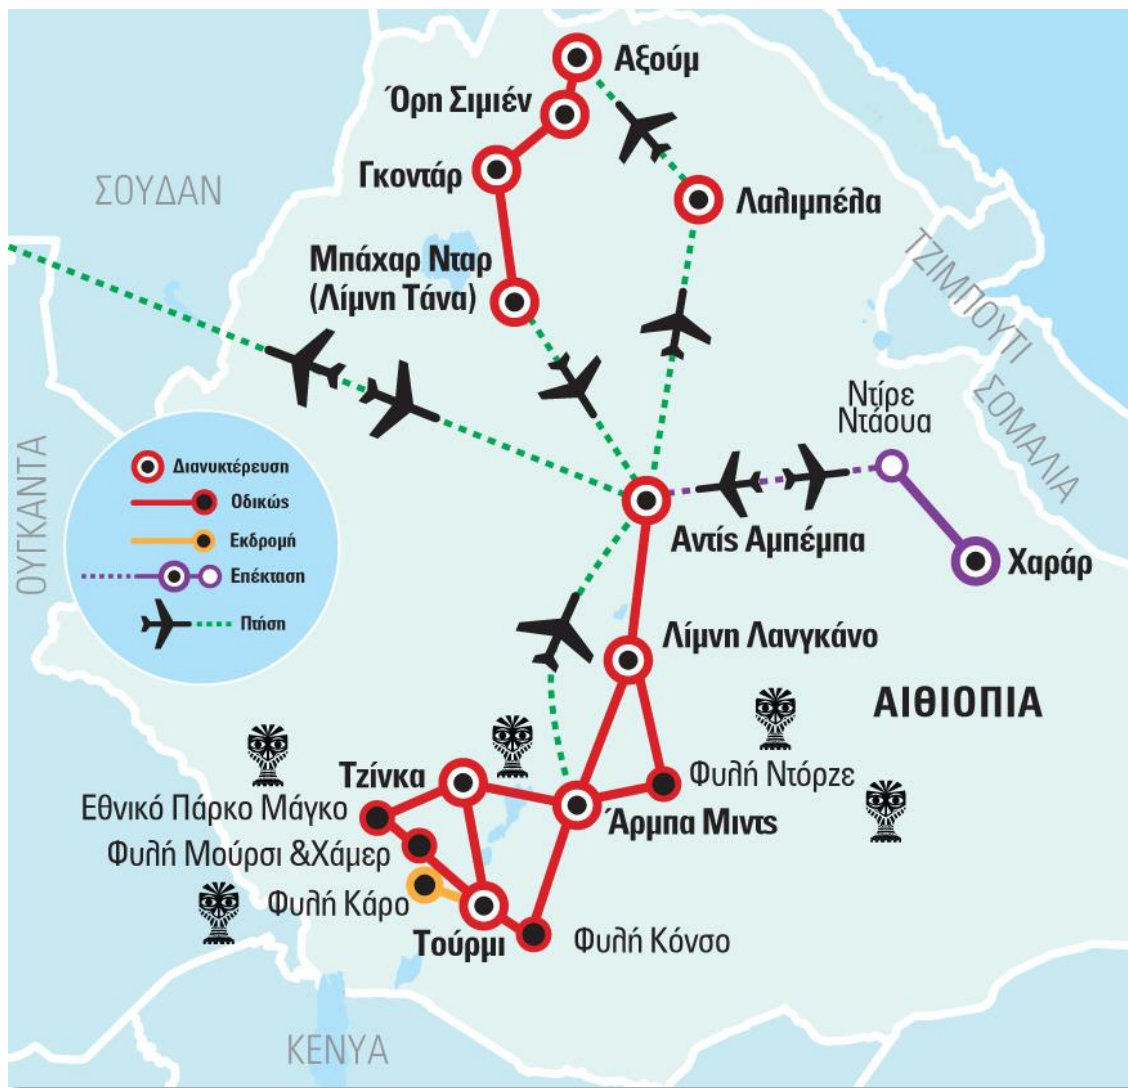 Αξούμ
Όρη Σιμιέν
Γκοντάρ
ΣΟΥΔΑΝ
Λαλιμπέλα
Μπάχαρ Νταρ
(Λίμνη Τάνα)
ΤΖΙΜΠΟΥΤΙ
ΣΟΜΑΛΙΑ
Ντίρε
Ντάουα
ΟΥΓΚΑΝΤΑ
Διανυκτέρευση
Οδικώς
Εκδρομή
Επέκταση
Πτήση
Αντίς Αμπέμπα
Χαράρ
Λίμνη Λανγκάνο
ΑΙΘΙΟΠΙΑ
Τζίνκα
Φυλή Ντόρζε
Εθνικό Πάρκο Μάγκο
Άρμπα Μιντς
Φυλή Μούρσι &Χάμερ
Φυλή Κάρο
Τούρμι
Φυλή Κόνσο
ΚΕΝΥΑ